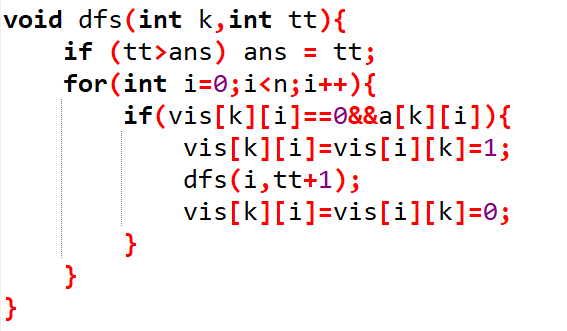 void dfs(int k,int tt){
    if (tt>ans) ans = tt;
    for(int i=0;i<n;i++){
        if(vis[k][i]==0&&a[k][i]){
            vis[k][i]=vis[i][k]=1;
            dfs(i,tt+1);
            vis[k][i]=vis[i][k]=0;
        }
    }
}